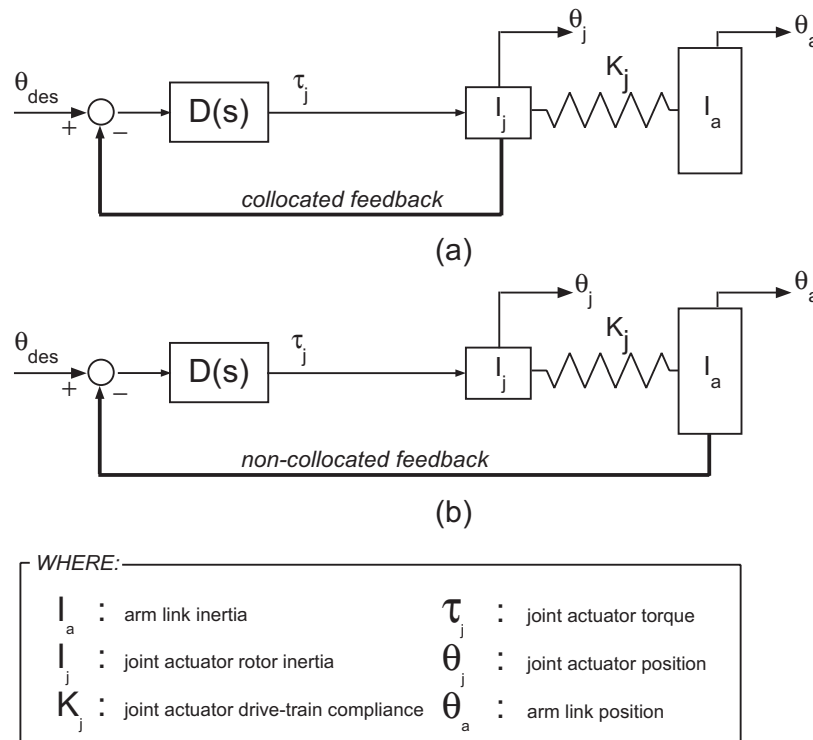 θj
θa
Kj
θdes
τj
D(s)
Ij
Ia
+
−
collocated feedback
(a)
θj
θa
Kj
θdes
τj
D(s)
Ij
Ia
+
−
non-collocated feedback
(b)
WHERE:
Ia : arm link inertia
τj : joint actuator torque
Ij : joint actuator rotor inertia
θj : joint actuator position
Kj : joint actuator drive-train compliance
θa : arm link position